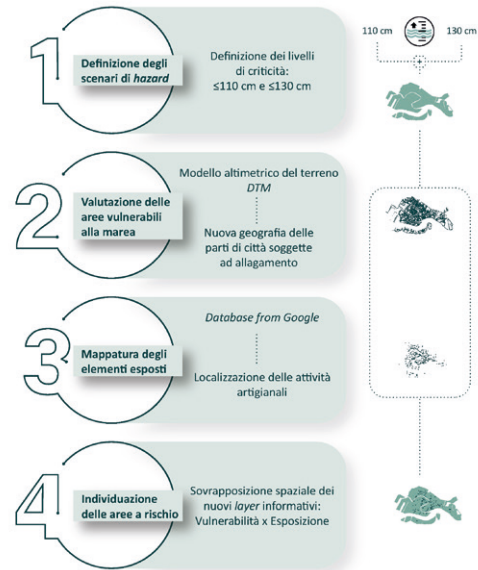 1
Definizione degli
scenari di hazard
Definizione dei livelli
di criticità:
≤110 cm e ≤130 cm
110 cm
130 cm
+
2
Valutazione delle
aree vulnerabili
alla marea
Modello altimetrico del terreno
DTM
Nuova geografia delle
parti di città soggette
ad allagamento
3
Mappatura degli
elementi esposti
Database from Google
Localizzazione delle attività
artigianali
4
Individuazione
delle aree a rischio
Sovrapposizione spaziale dei
nuovi layer informativi:
Vulnerabilità x Esposizione